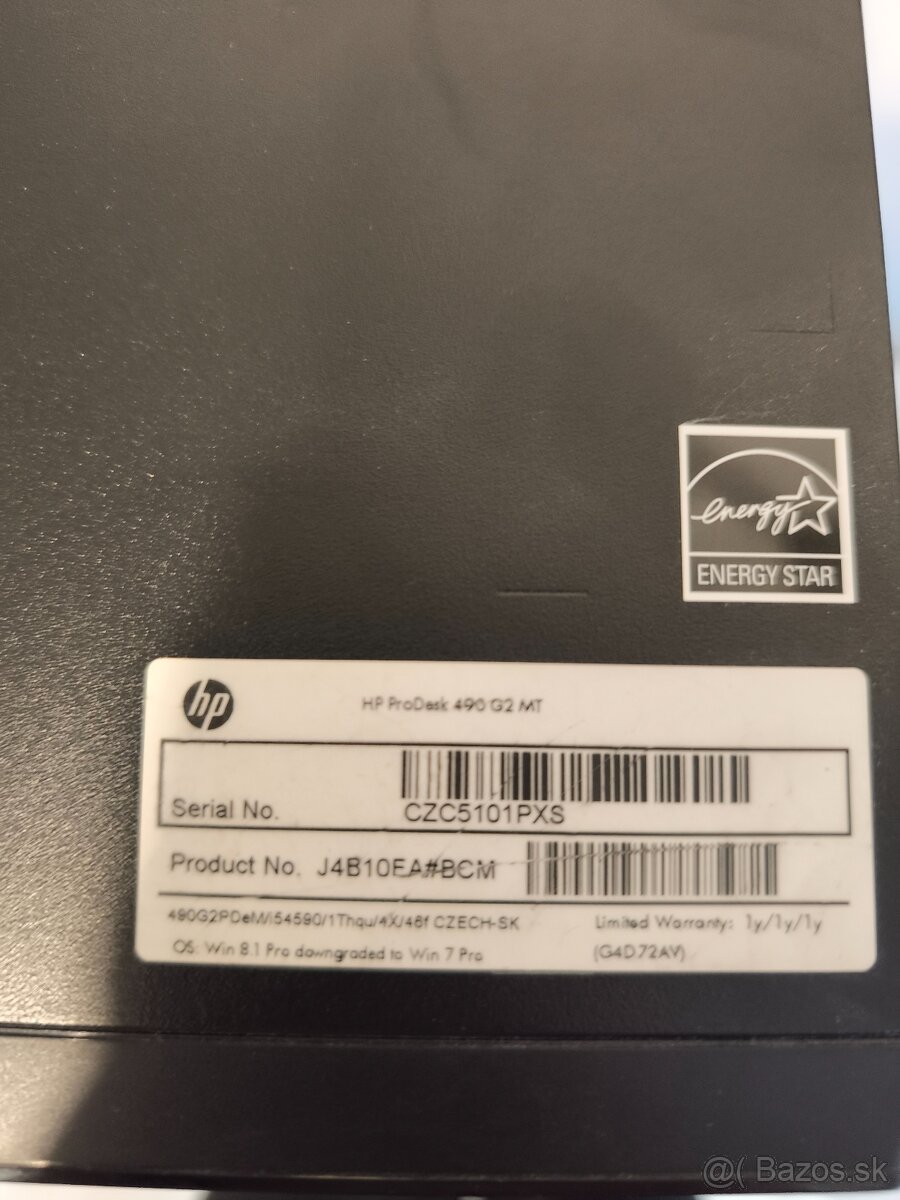 energy
ENERGY STAR
hp
HP ProDesk 490 G2 MT
Serial No.
CZC5101PXS
Product No. J4B10EA#BCM
490G2PDeM/i54590/1Thqu/4X/46f CZECH-SK
Limited Warranty: 1y/1y/1y
OS: Win 8.1 Pro downgraded to Win 7 Pro
(G4D72AV)
@( Bazos.sk